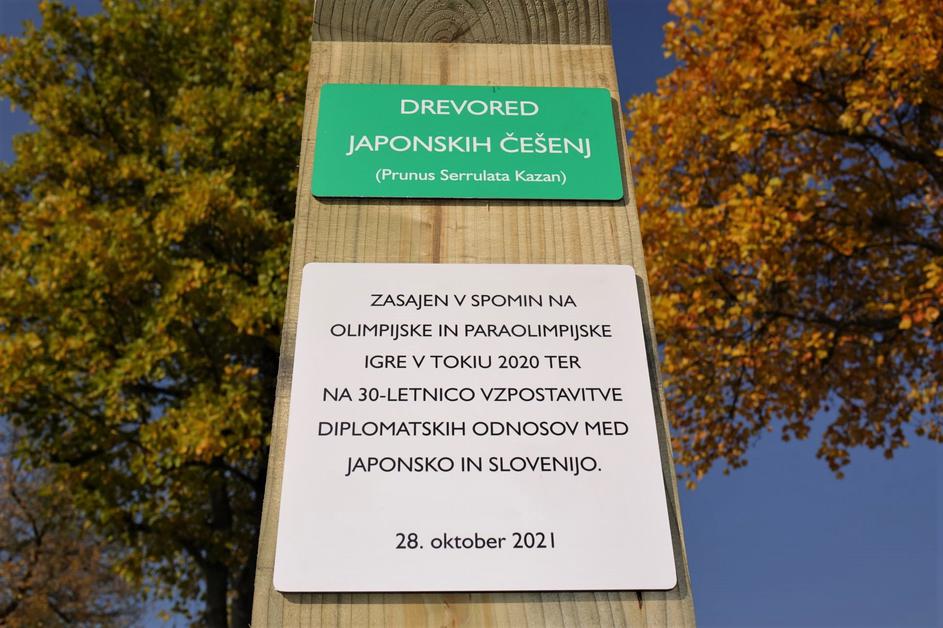 DREVORED
JAPONSKIH ČEŠENJ
(Prunus Serrulata Kazan)
ZASAJEN V SPOMIN NA
OLIMPIJSKE IN PARAOLIMPIJSKE
IGRE V TOKIU 2020 TER
NA 30-LETNICO VZPOSTAVITVE
DIPLOMATSKIH ODNOSOV MED
JAPONSKO IN SLOVENIJO.
28. oktober 2021